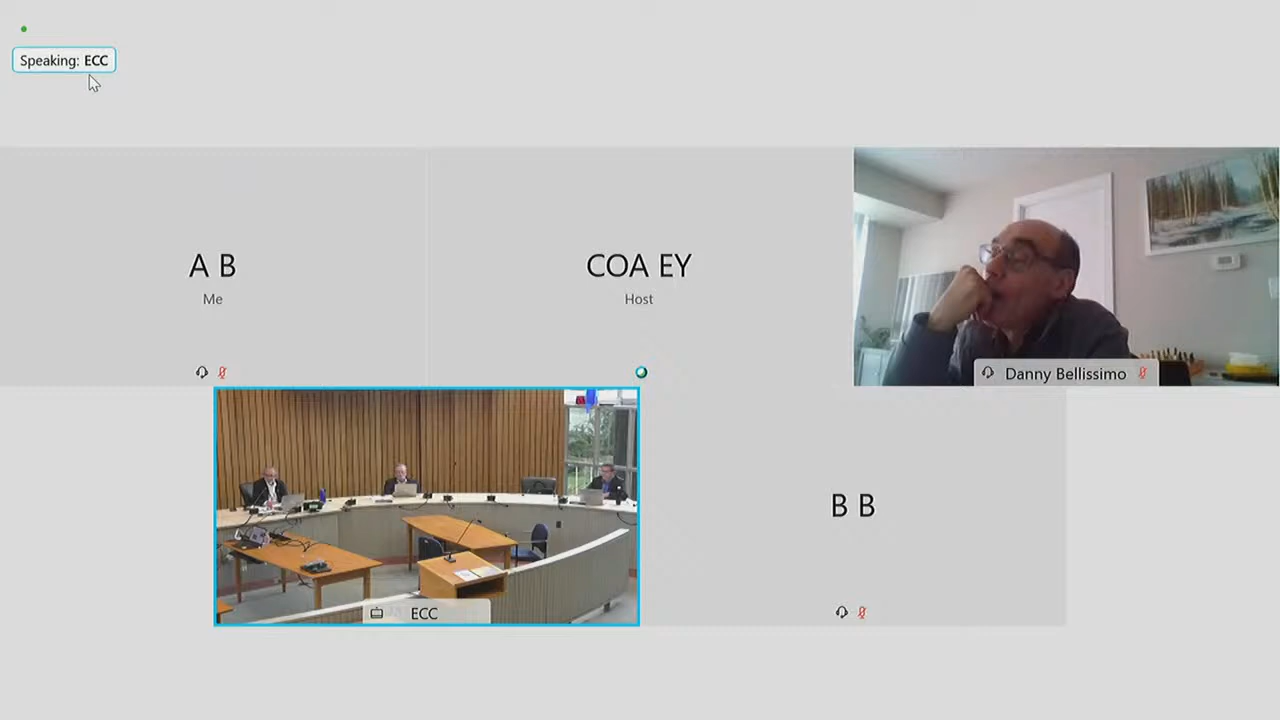 Speaking: ECC
A B
Me
COA EY
Host
Danny Bellissimo
ECC
B B